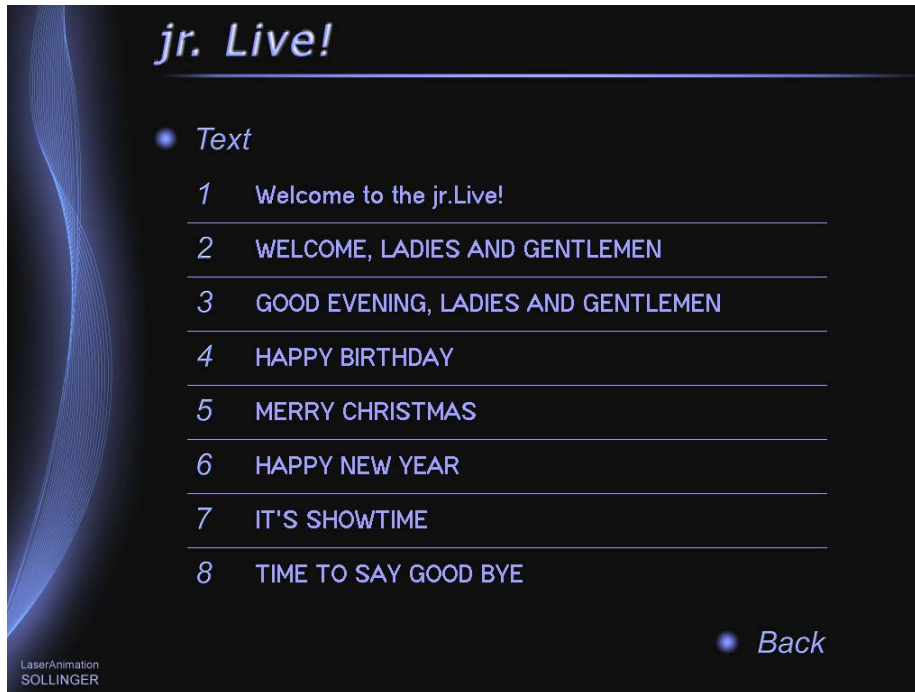 jr. Live!
Text
1 Welcome to the jr.Live!
2 WELCOME, LADIES AND GENTLEMEN
3 GOOD EVENING, LADIES AND GENTLEMEN
4 HAPPY BIRTHDAY
5 MERRY CHRISTMAS
6 HAPPY NEW YEAR
7 IT'S SHOWTIME
8 TIME TO SAY GOOD BYE
Back
LaserAnimation
SOLLINGER